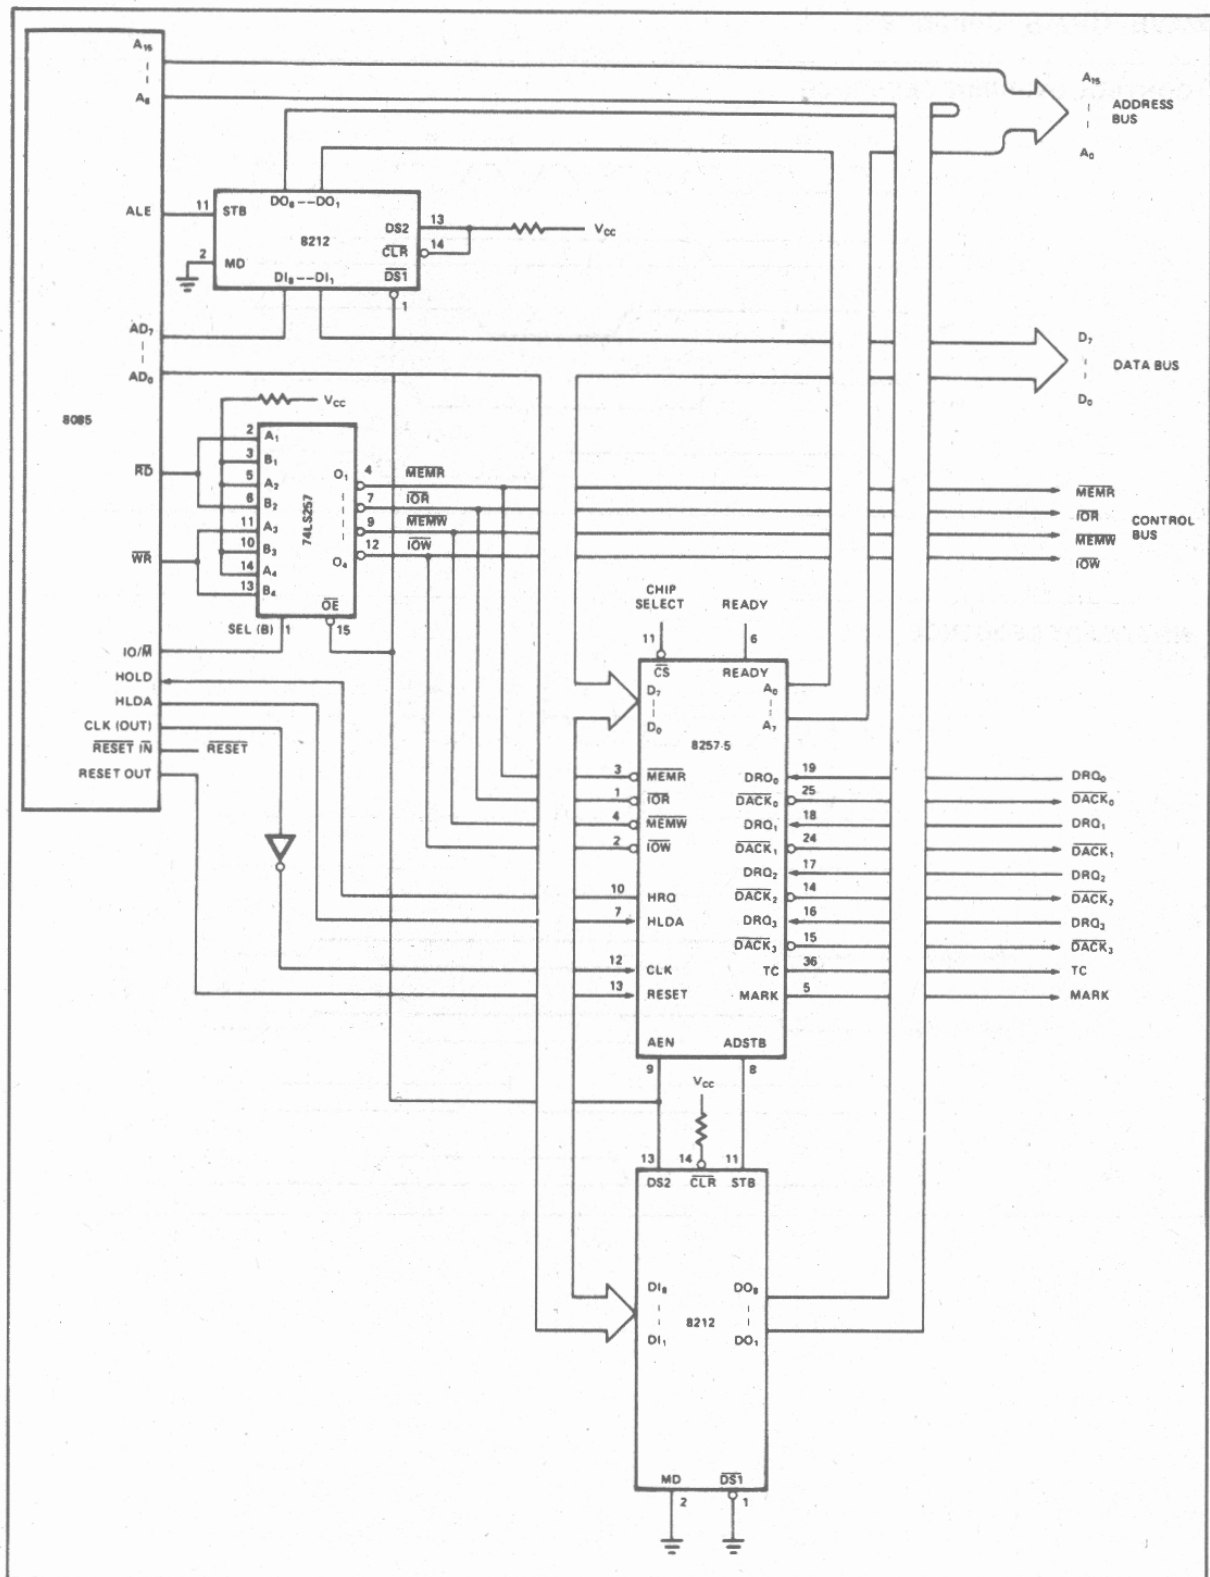 A15
A8
A15
ADDRESS
BUS
A0
ALE
11
STB
DO8--DO1
8212
DS2
13
VCC
CLR
14
2
MD
DI8--DI1
DS1
1
AD7
AD0
D7
DATA BUS
D0
8085
VCC
2
A1
3
B1
5
A2
6
B2
11
A3
10
B3
14
A4
13
B4
74LS257
O1
O4
4
MEMR
7
IOR
9
MEMW
12
IOW
OE
SEL (B)
1
15
RD
WR
IO/M
HOLD
HLDA
CLK (OUT)
RESET IN
RESET
RESET OUT
MEMR
IOR
MEMW
IOW
CONTROL
BUS
CHIP
SELECT
READY
11
6
CS
READY
D7
D0
A0
A7
8257-5
3
MEMR
1
IOR
4
MEMW
2
IOW
10
HRQ
7
HLDA
12
CLK
13
RESET
DRQ0
19
DRQ0
DACK0
25
DACK0
DRQ1
18
DRQ1
DACK1
24
DACK1
DRQ2
17
DRQ2
DACK2
14
DACK2
DRQ3
16
DRQ3
DACK3
15
DACK3
TC
36
TC
MARK
5
MARK
AEN
ADSTB
9
8
VCC
13
14
11
DS2
CLR
STB
DI8
DI1
8212
DO8
DO1
MD
DS1
2
1